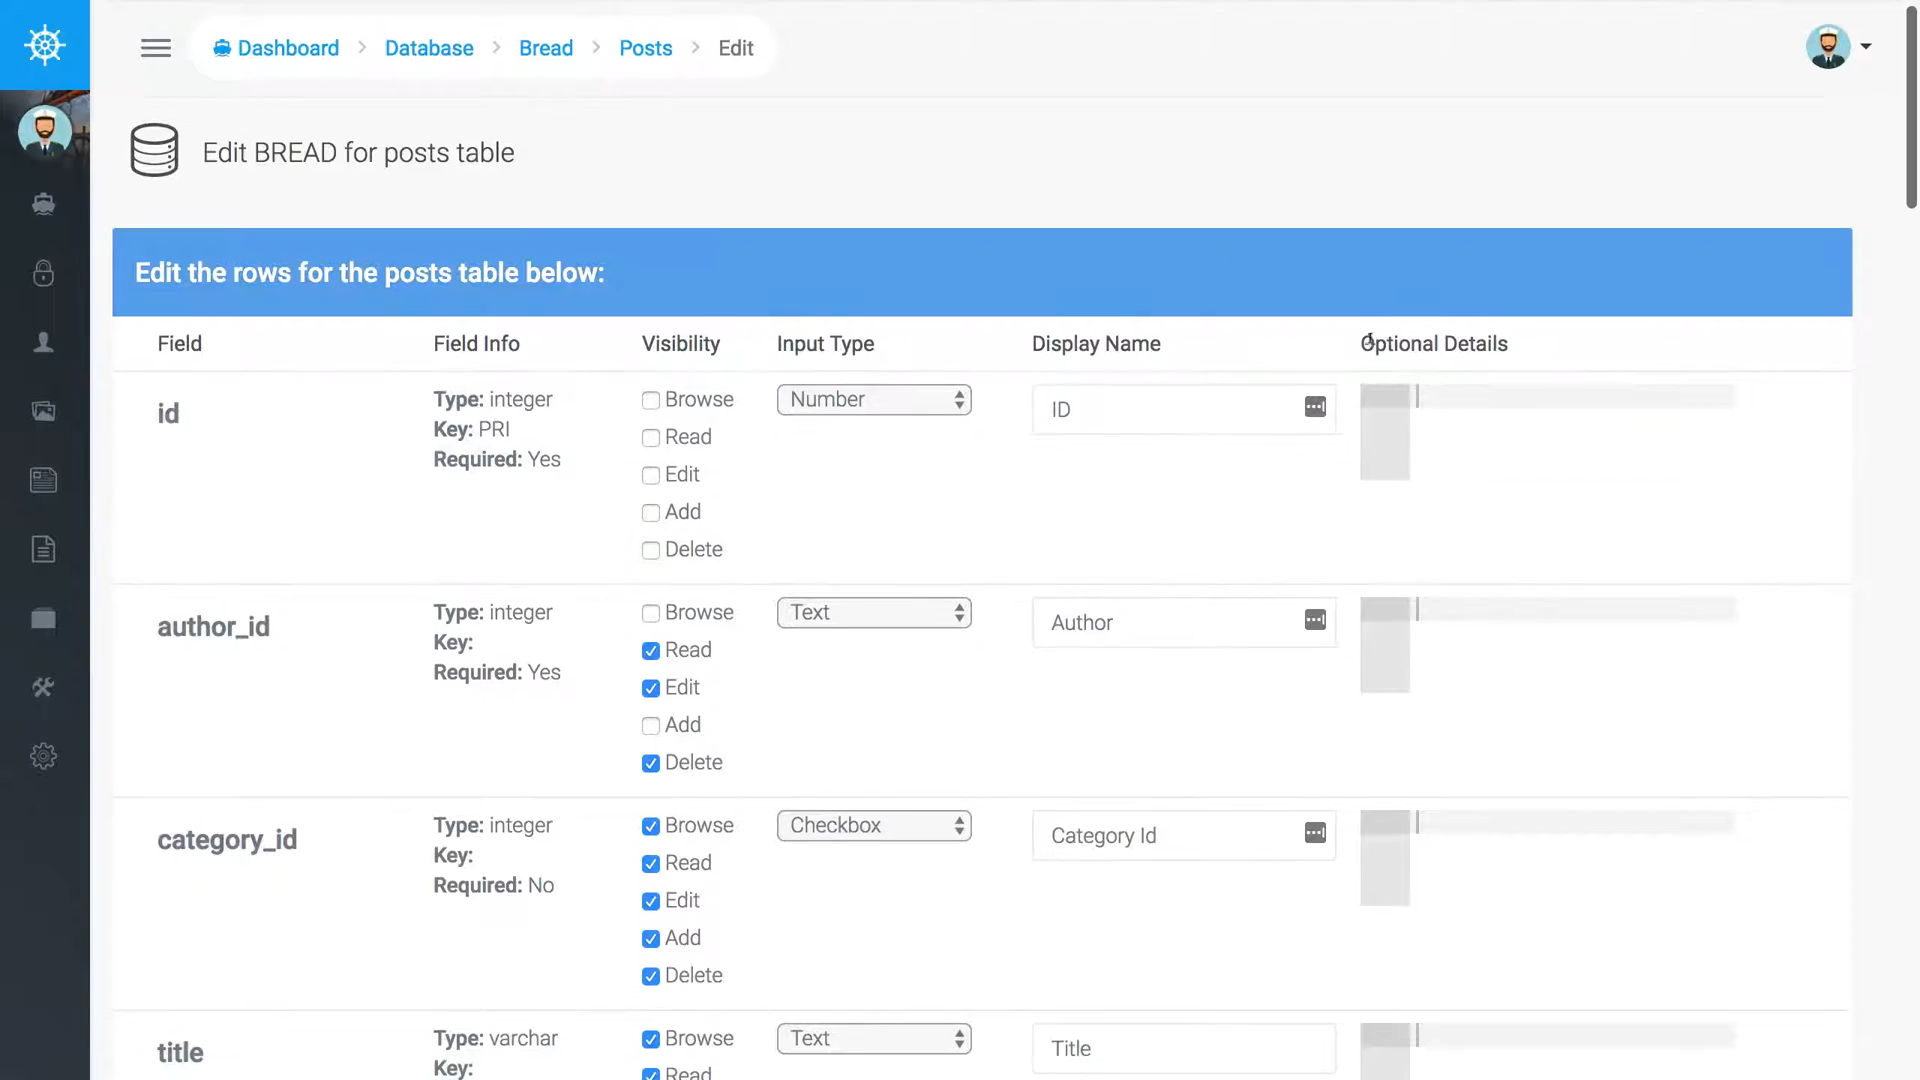 Dashboard > Database > Bread > Posts > Edit
Edit BREAD for posts table
Edit the rows for the posts table below:
Field Field Info Visibility Input Type Display Name Optional Details
id
Type: integer
Key: PRI
Required: Yes
Browse
Read
Edit
Add
Delete
Number
ID
author_id
Type: integer
Key:
Required: Yes
Browse
Read
Edit
Add
Delete
Text
Author
category_id
Type: integer
Key:
Required: No
Browse
Read
Edit
Add
Delete
Checkbox
Category Id
title
Type: varchar
Key:
Browse
Read
Text
Title